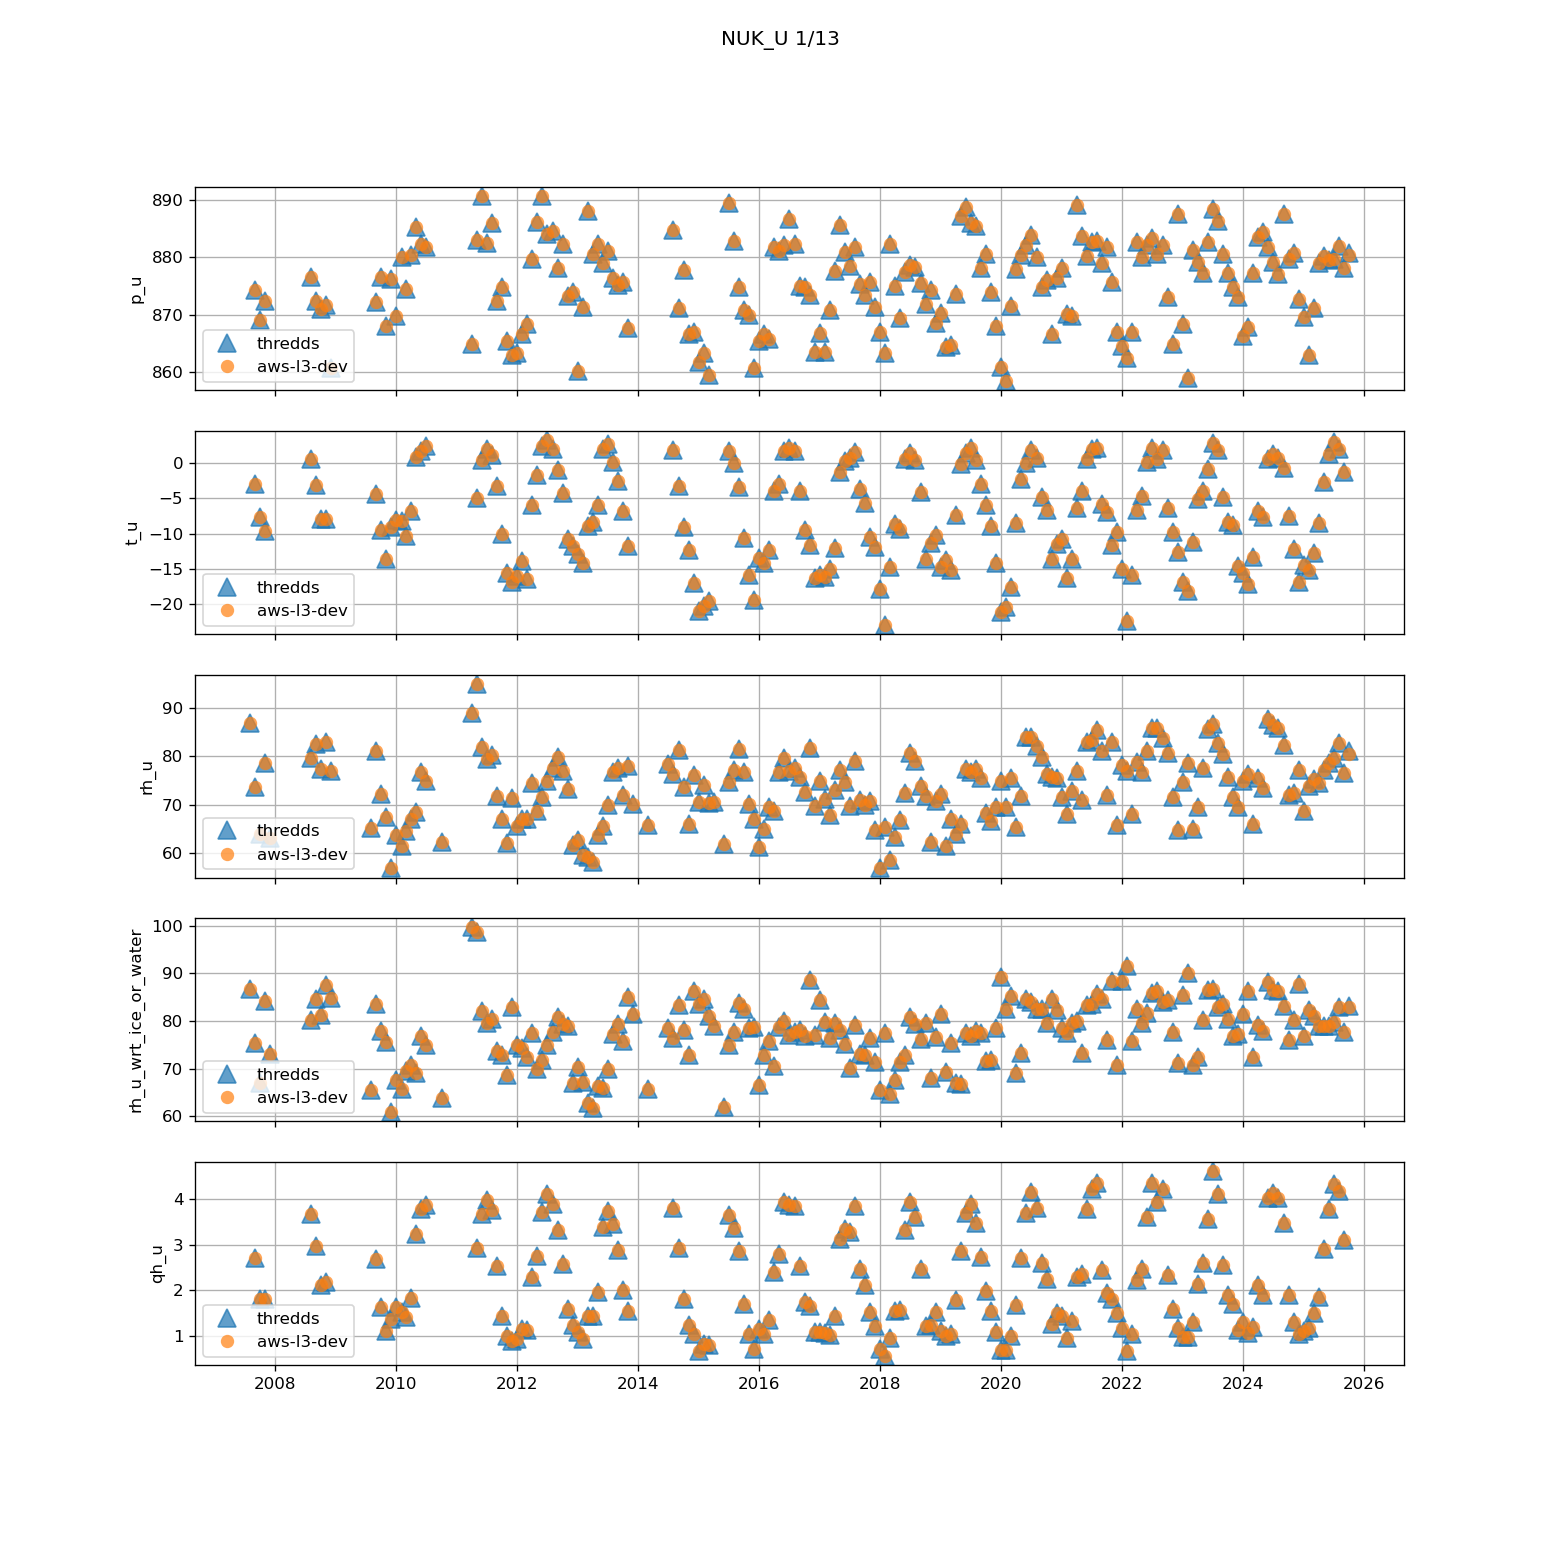 NUK_U 1/13
890
880
870
860
p_u
thredds
aws-l3-dev
0
−5
−10
−15
−20
t_u
thredds
aws-l3-dev
90
80
70
60
rh_u
thredds
aws-l3-dev
100
90
80
70
60
rh_u_wrt_ice_or_water
thredds
aws-l3-dev
4
3
2
1
qh_u
thredds
aws-l3-dev
2008 2010 2012 2014 2016 2018 2020 2022 2024 2026